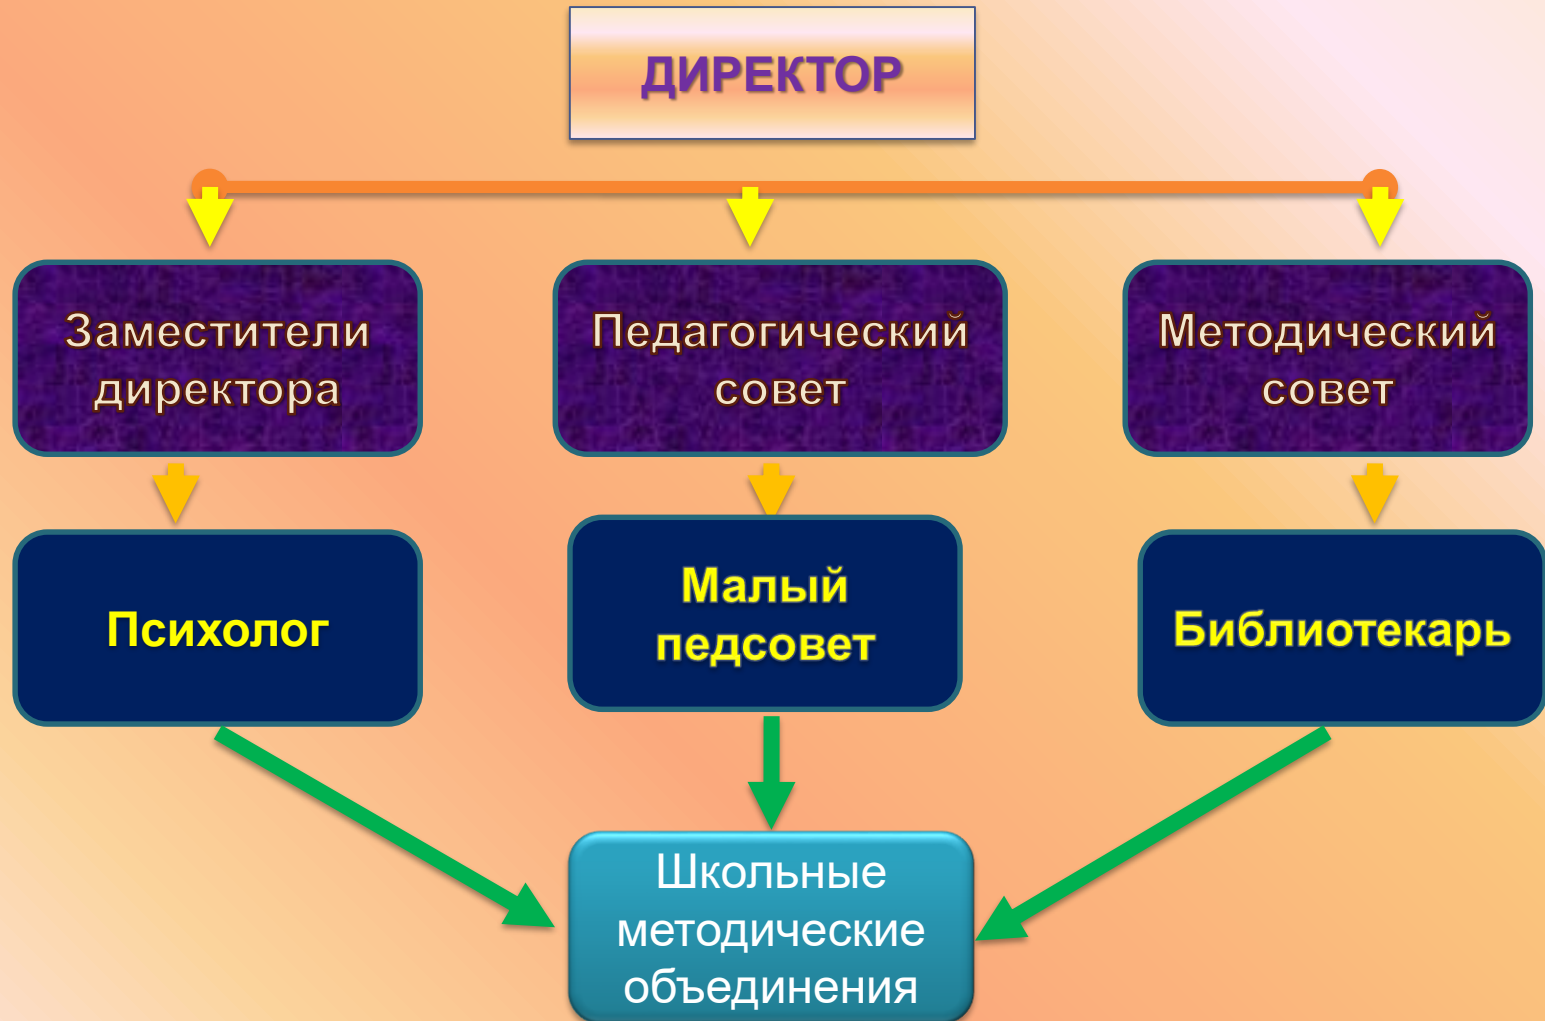 ДИРЕКТОР
Заместители
директора
Педагогический
совет
Методический
совет
Психолог
Малый
педсовет
Библиотекарь
Школьные
методические
объединения